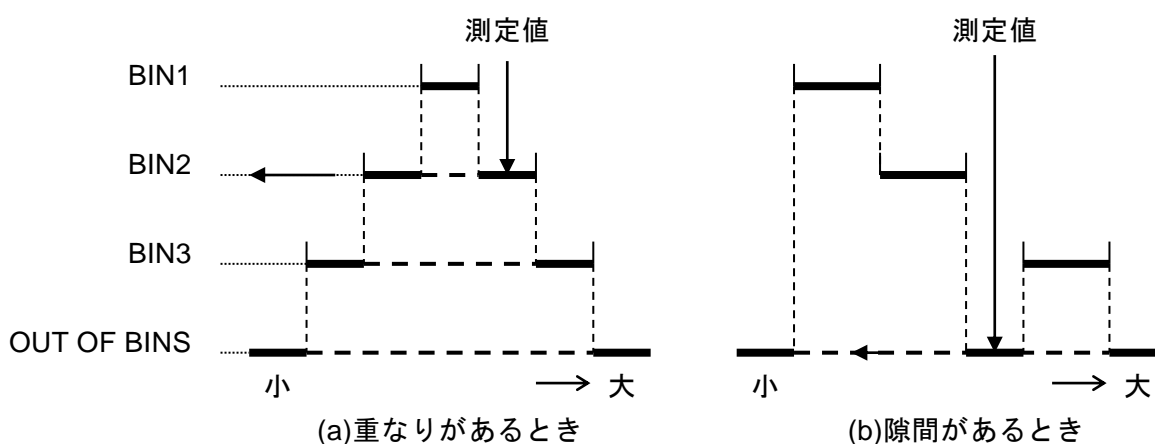 測定値 測定値
BIN1
BIN2
BIN3
OUT OF BINS
小 大 小 大
(a)重なりがあるとき (b)隙間があるとき